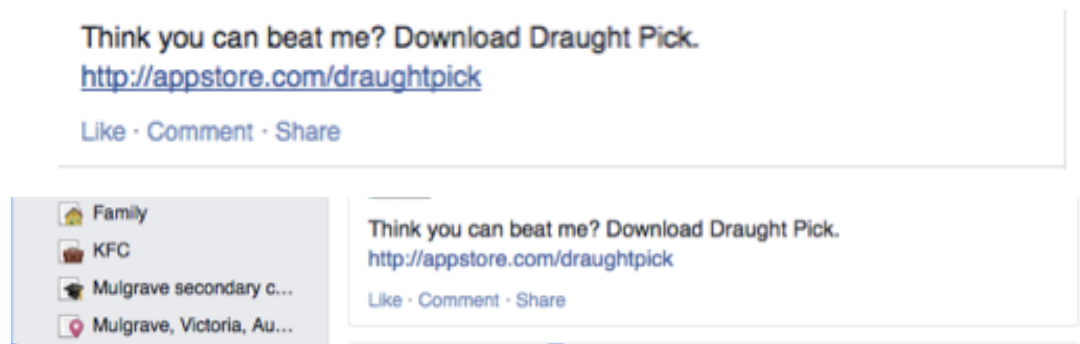 Think you can beat me? Download Draught Pick.
http://appstore.com/draughtpick
Like · Comment · Share
Family
KFC
Mulgrave secondary c...
Mulgrave, Victoria, Au...
Think you can beat me? Download Draught Pick.
http://appstore.com/draughtpick
Like · Comment · Share